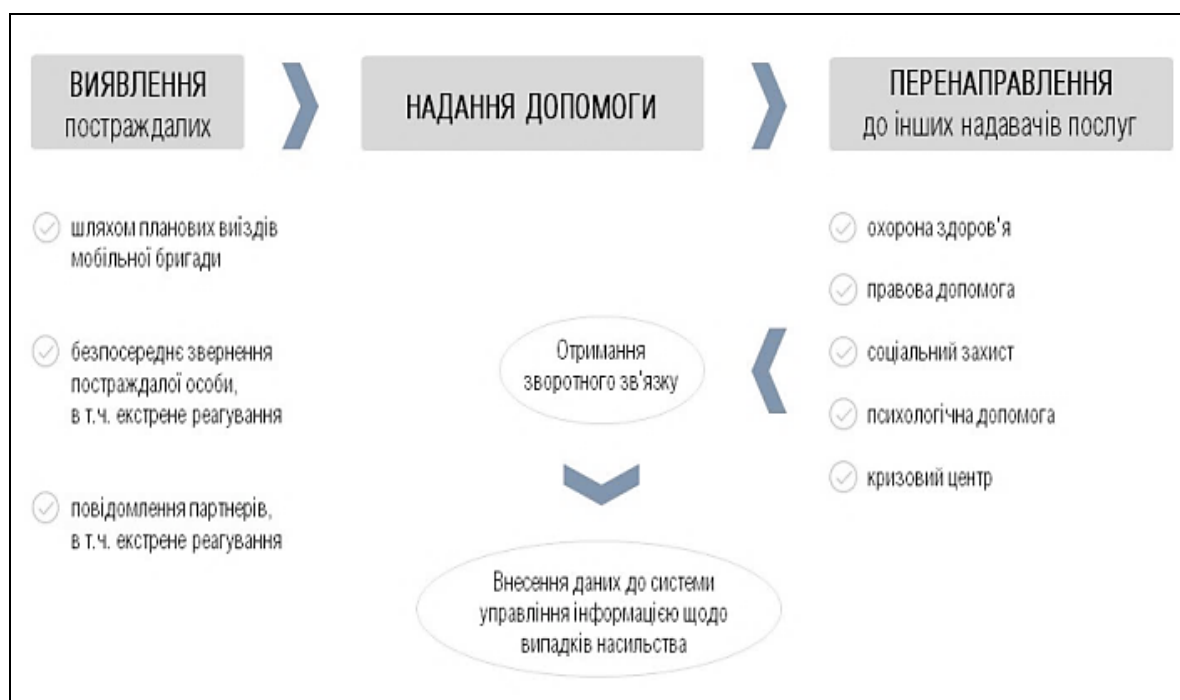 ВИЯВЛЕННЯ
постраждалих
НАДАННЯ ДОПОМОГИ
ПЕРЕНАПРАВЛЕННЯ
до інших надавачів послуг
шляхом планових виїздів
мобільної бригади
безпосереднє звернення
постраждалої особи,
в т.ч. екстрене реагування
повідомлення партнерів,
в т.ч. екстрене реагування
Отримання
зворотного зв'язку
Внесення даних до системи
управління інформацією щодо
випадків насильства
охорона здоров'я
правова допомога
соціальний захист
психологічна допомога
кризовий центр